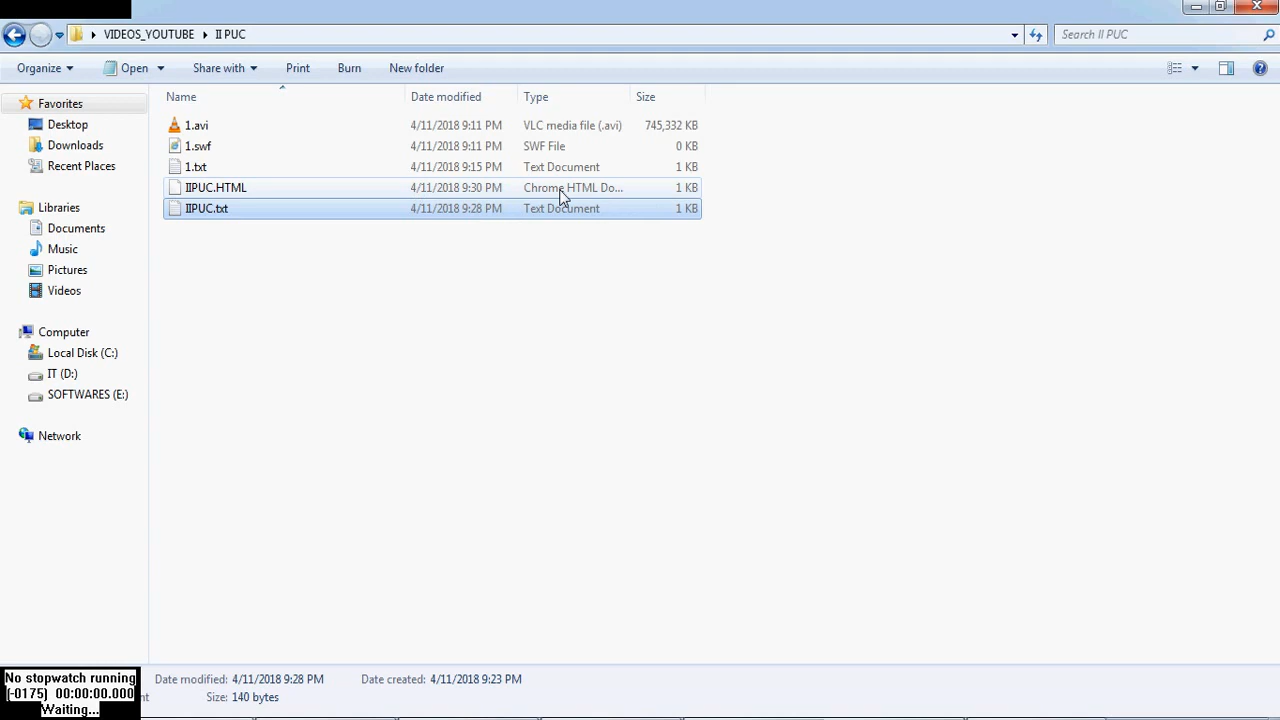 VIDEOS_YOUTUBE II PUC Search II PUC
Organize Open Share with Print Burn New folder
Name Date modified Type Size
Favorites
Desktop
Downloads
Recent Places
Libraries
Documents
Music
Pictures
Videos
Computer
Local Disk (C:)
IT (D:)
SOFTWARES (E:)
Network
1.avi 4/11/2018 9:11 PM VLC media file (.avi) 745,332 KB
1.swf 4/11/2018 9:11 PM SWF File 0 KB
1.txt 4/11/2018 9:15 PM Text Document 1 KB
IIPUC.HTML 4/11/2018 9:30 PM Chrome HTML Do... 1 KB
IIPUC.txt 4/11/2018 9:28 PM Text Document 1 KB
No stopwatch running
[-0175] 00:00:00.000
Waiting...
Date modified: 4/11/2018 9:28 PM Date created: 4/11/2018 9:23 PM
Size: 140 bytes